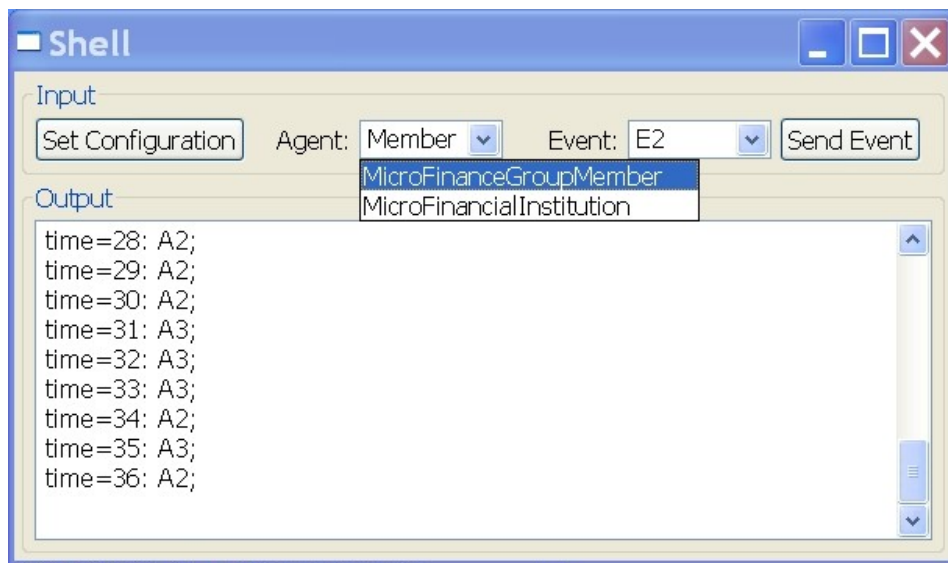 Shell
Input
Set Configuration Agent: Member Event: E2 Send Event
MicroFinanceGroupMember
MicroFinancialInstitution
Output
time=28: A2;
time=29: A2;
time=30: A2;
time=31: A3;
time=32: A3;
time=33: A3;
time=34: A2;
time=35: A3;
time=36: A2;